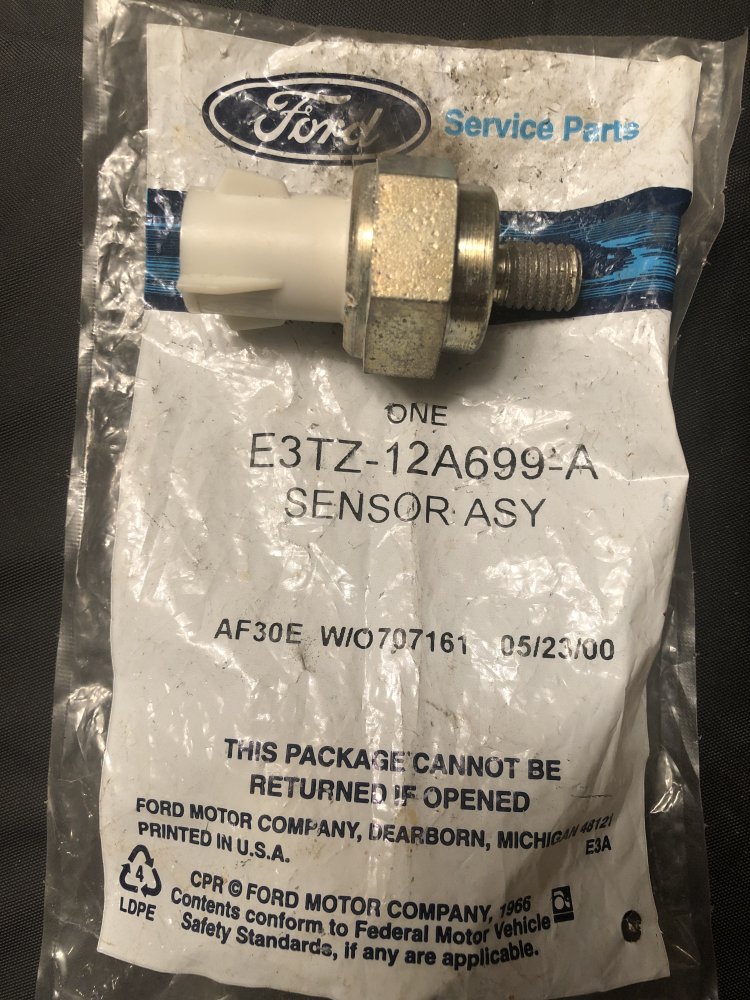 Ford
Service Parts
ONE
E3TZ-12A699-A
SENSOR ASY
AF30E W/O707161 05/23/00
THIS PACKAGE CANNOT BE
RETURNED IF OPENED
FORD MOTOR COMPANY, DEARBORN, MICHIGAN 48121
PRINTED IN U.S.A.
E3A
4
LDPE
CPR © FORD MOTOR COMPANY, 1966
Contents conform to Federal Motor Vehicle
Safety Standards, if any are applicable.